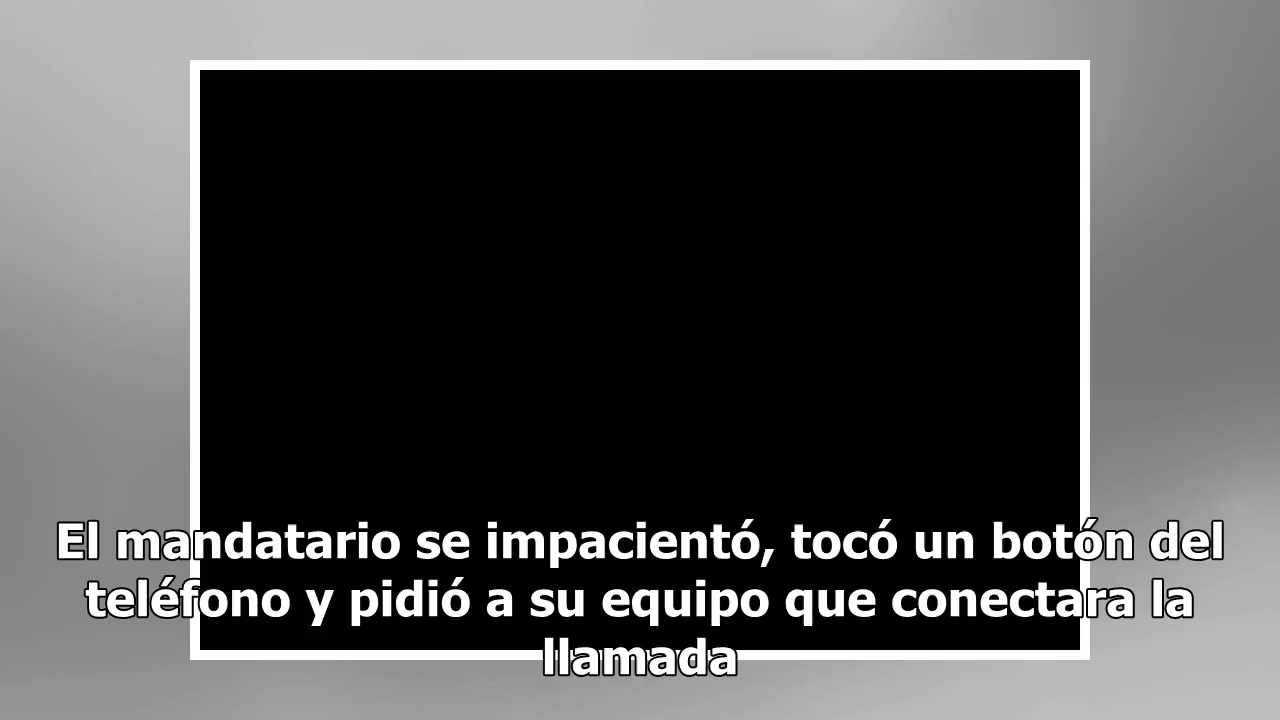 El mandatario se impacientó, tocó un botón del
teléfono y pidió a su equipo que conectara la
llamada